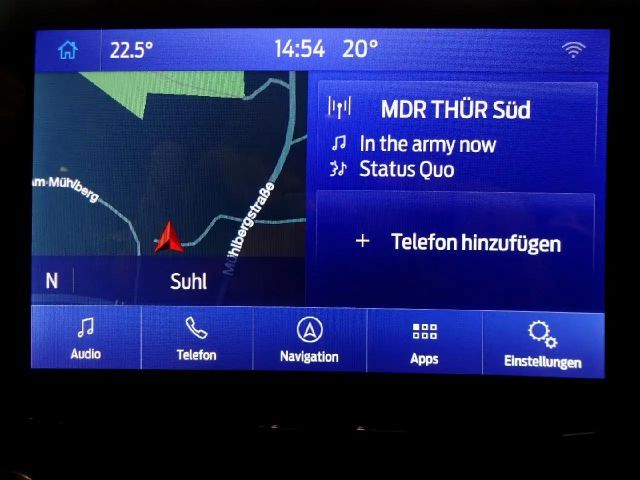 22.5° 14:54 20°
MDR THÜR Süd
In the army now
Status Quo
am-Mühlberg
Mühlbergstraße
+ Telefon hinzufügen
N Suhl
Audio Telefon Navigation Apps Einstellungen